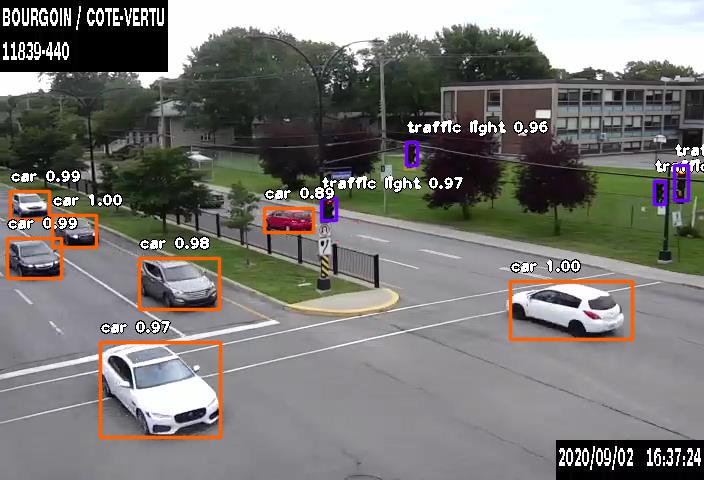 BOURGOIN / COTE-VERTU
11839-440
traffic light 0.96
car 0.99
traffic light 0.97
car 0.89
car 1.00
car 0.99
car 0.98
car 1.00
car 0.97
2020/09/02 16:37:24